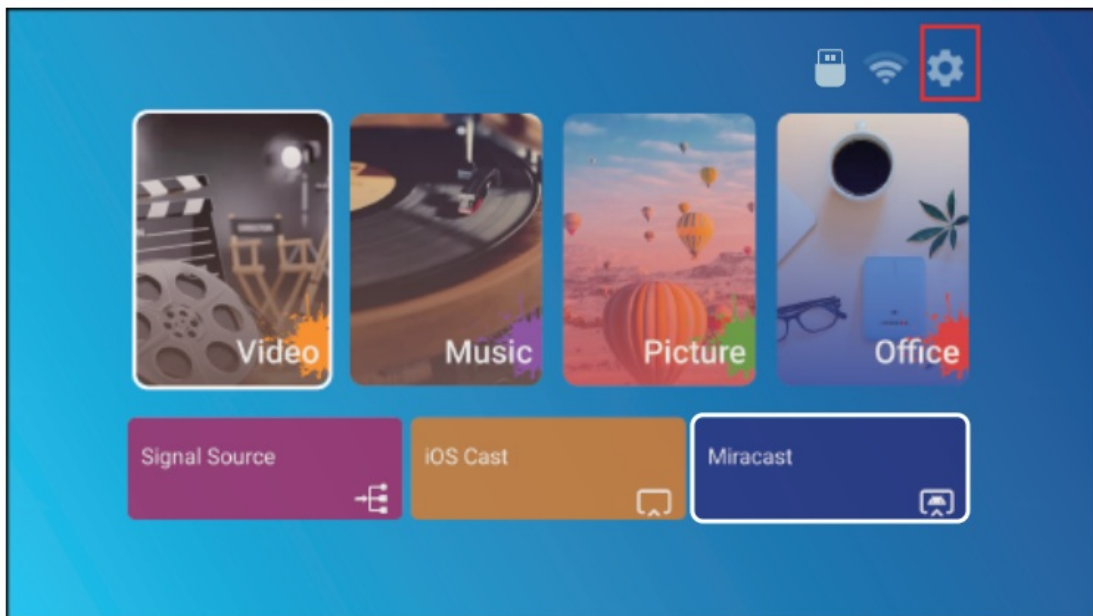 Video
Music
Picture
Office
Signal Source
iOS Cast
Miracast